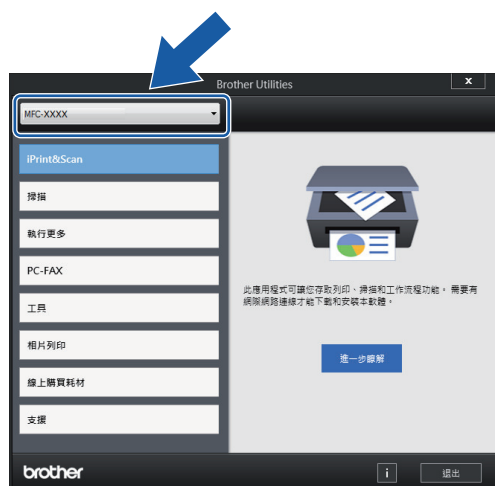 Brother Utilities
x
MFC-XXXX
iPrint&Scan
掃描
執行更多
PC-FAX
工具
相片列印
線上購買耗材
支援
此應用程式可讓您存取列印、掃描和工作流程功能。 需要有
網際網路連線才能下載和安裝本軟體。
進一步瞭解
brother
i
退出